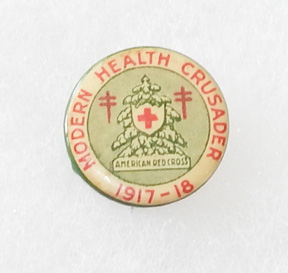 MODERN HEALTH CRUSADER
AMERICAN RED CROSS
1917-18